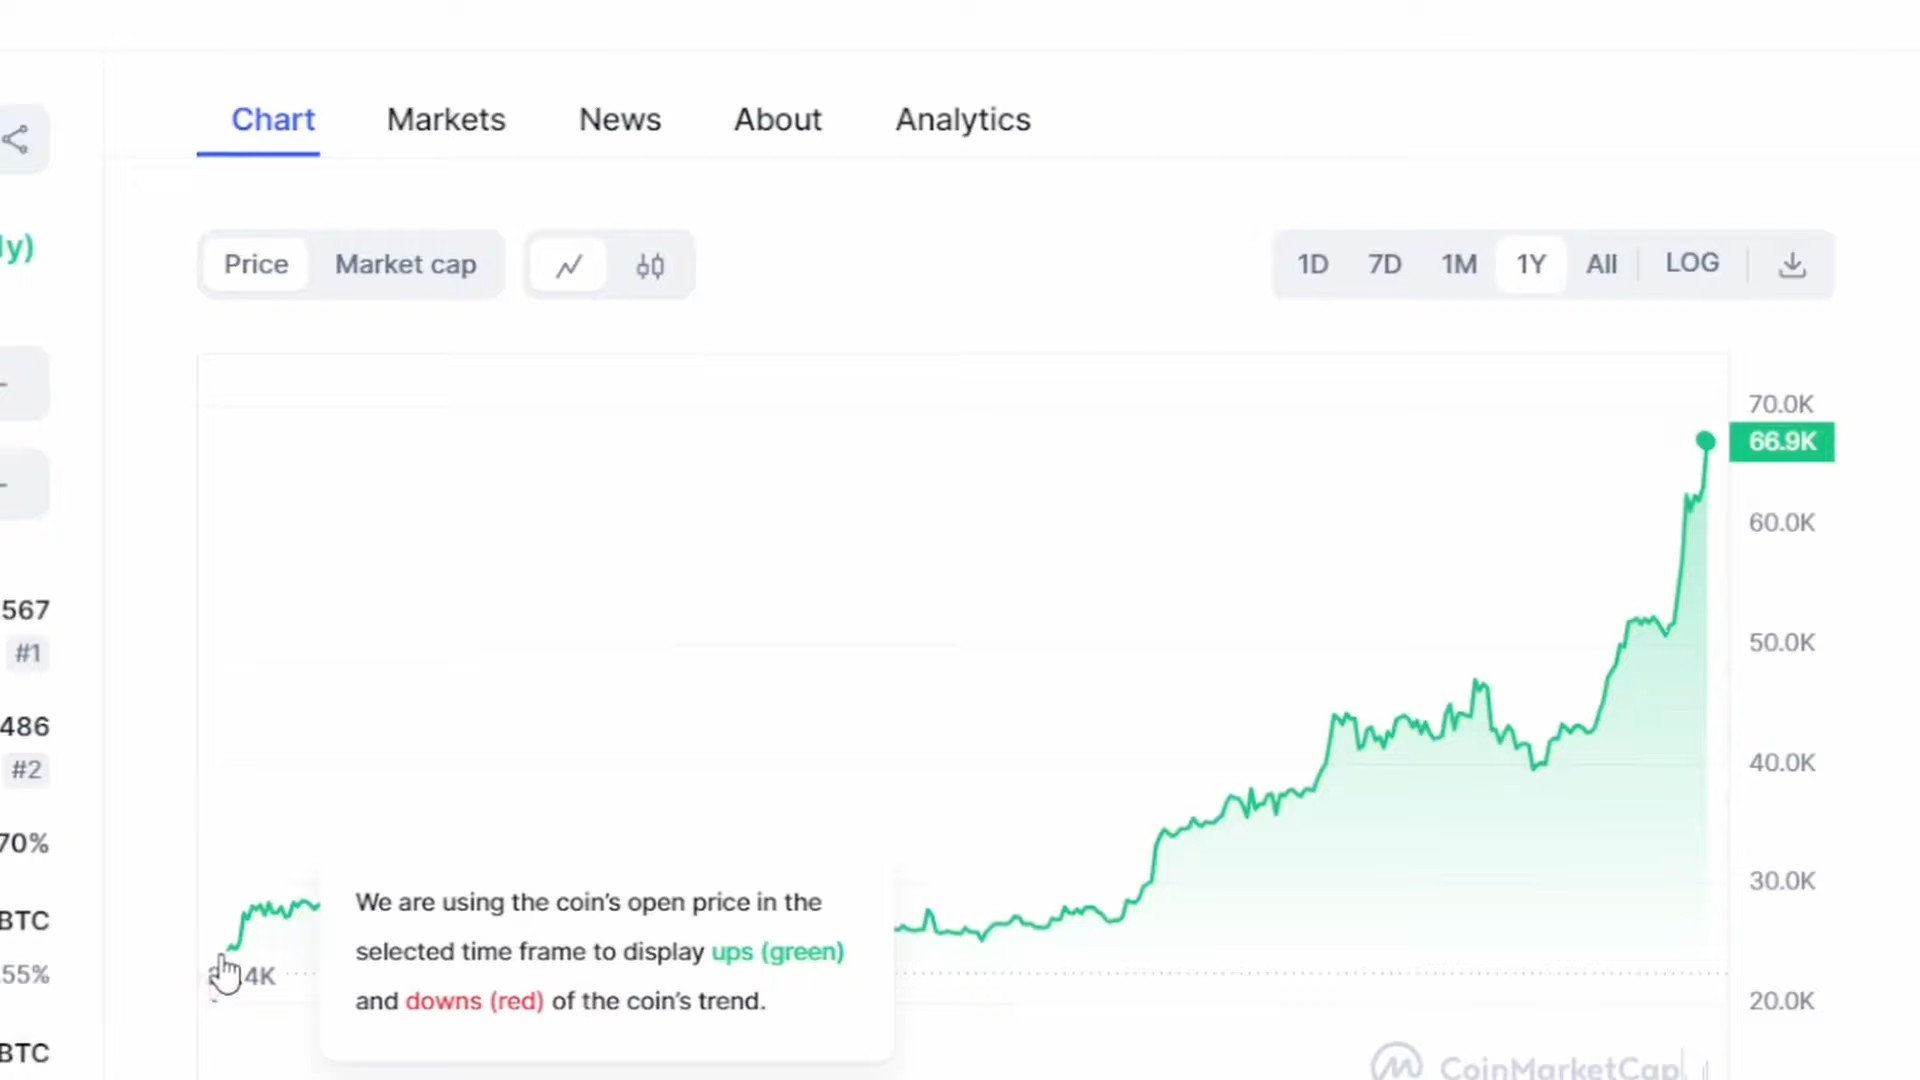 Chart Markets News About Analytics
ly)
Price Market cap
1D 7D 1M 1Y All LOG
70.0K
66.9K
60.0K
567
50.0K
#1
486
40.0K
#2
70%
30.0K
We are using the coin's open price in the
BTC
selected time frame to display ups (green)
55%
4K
and downs (red) of the coin's trend.
20.0K
BTC
CoinMarketCap